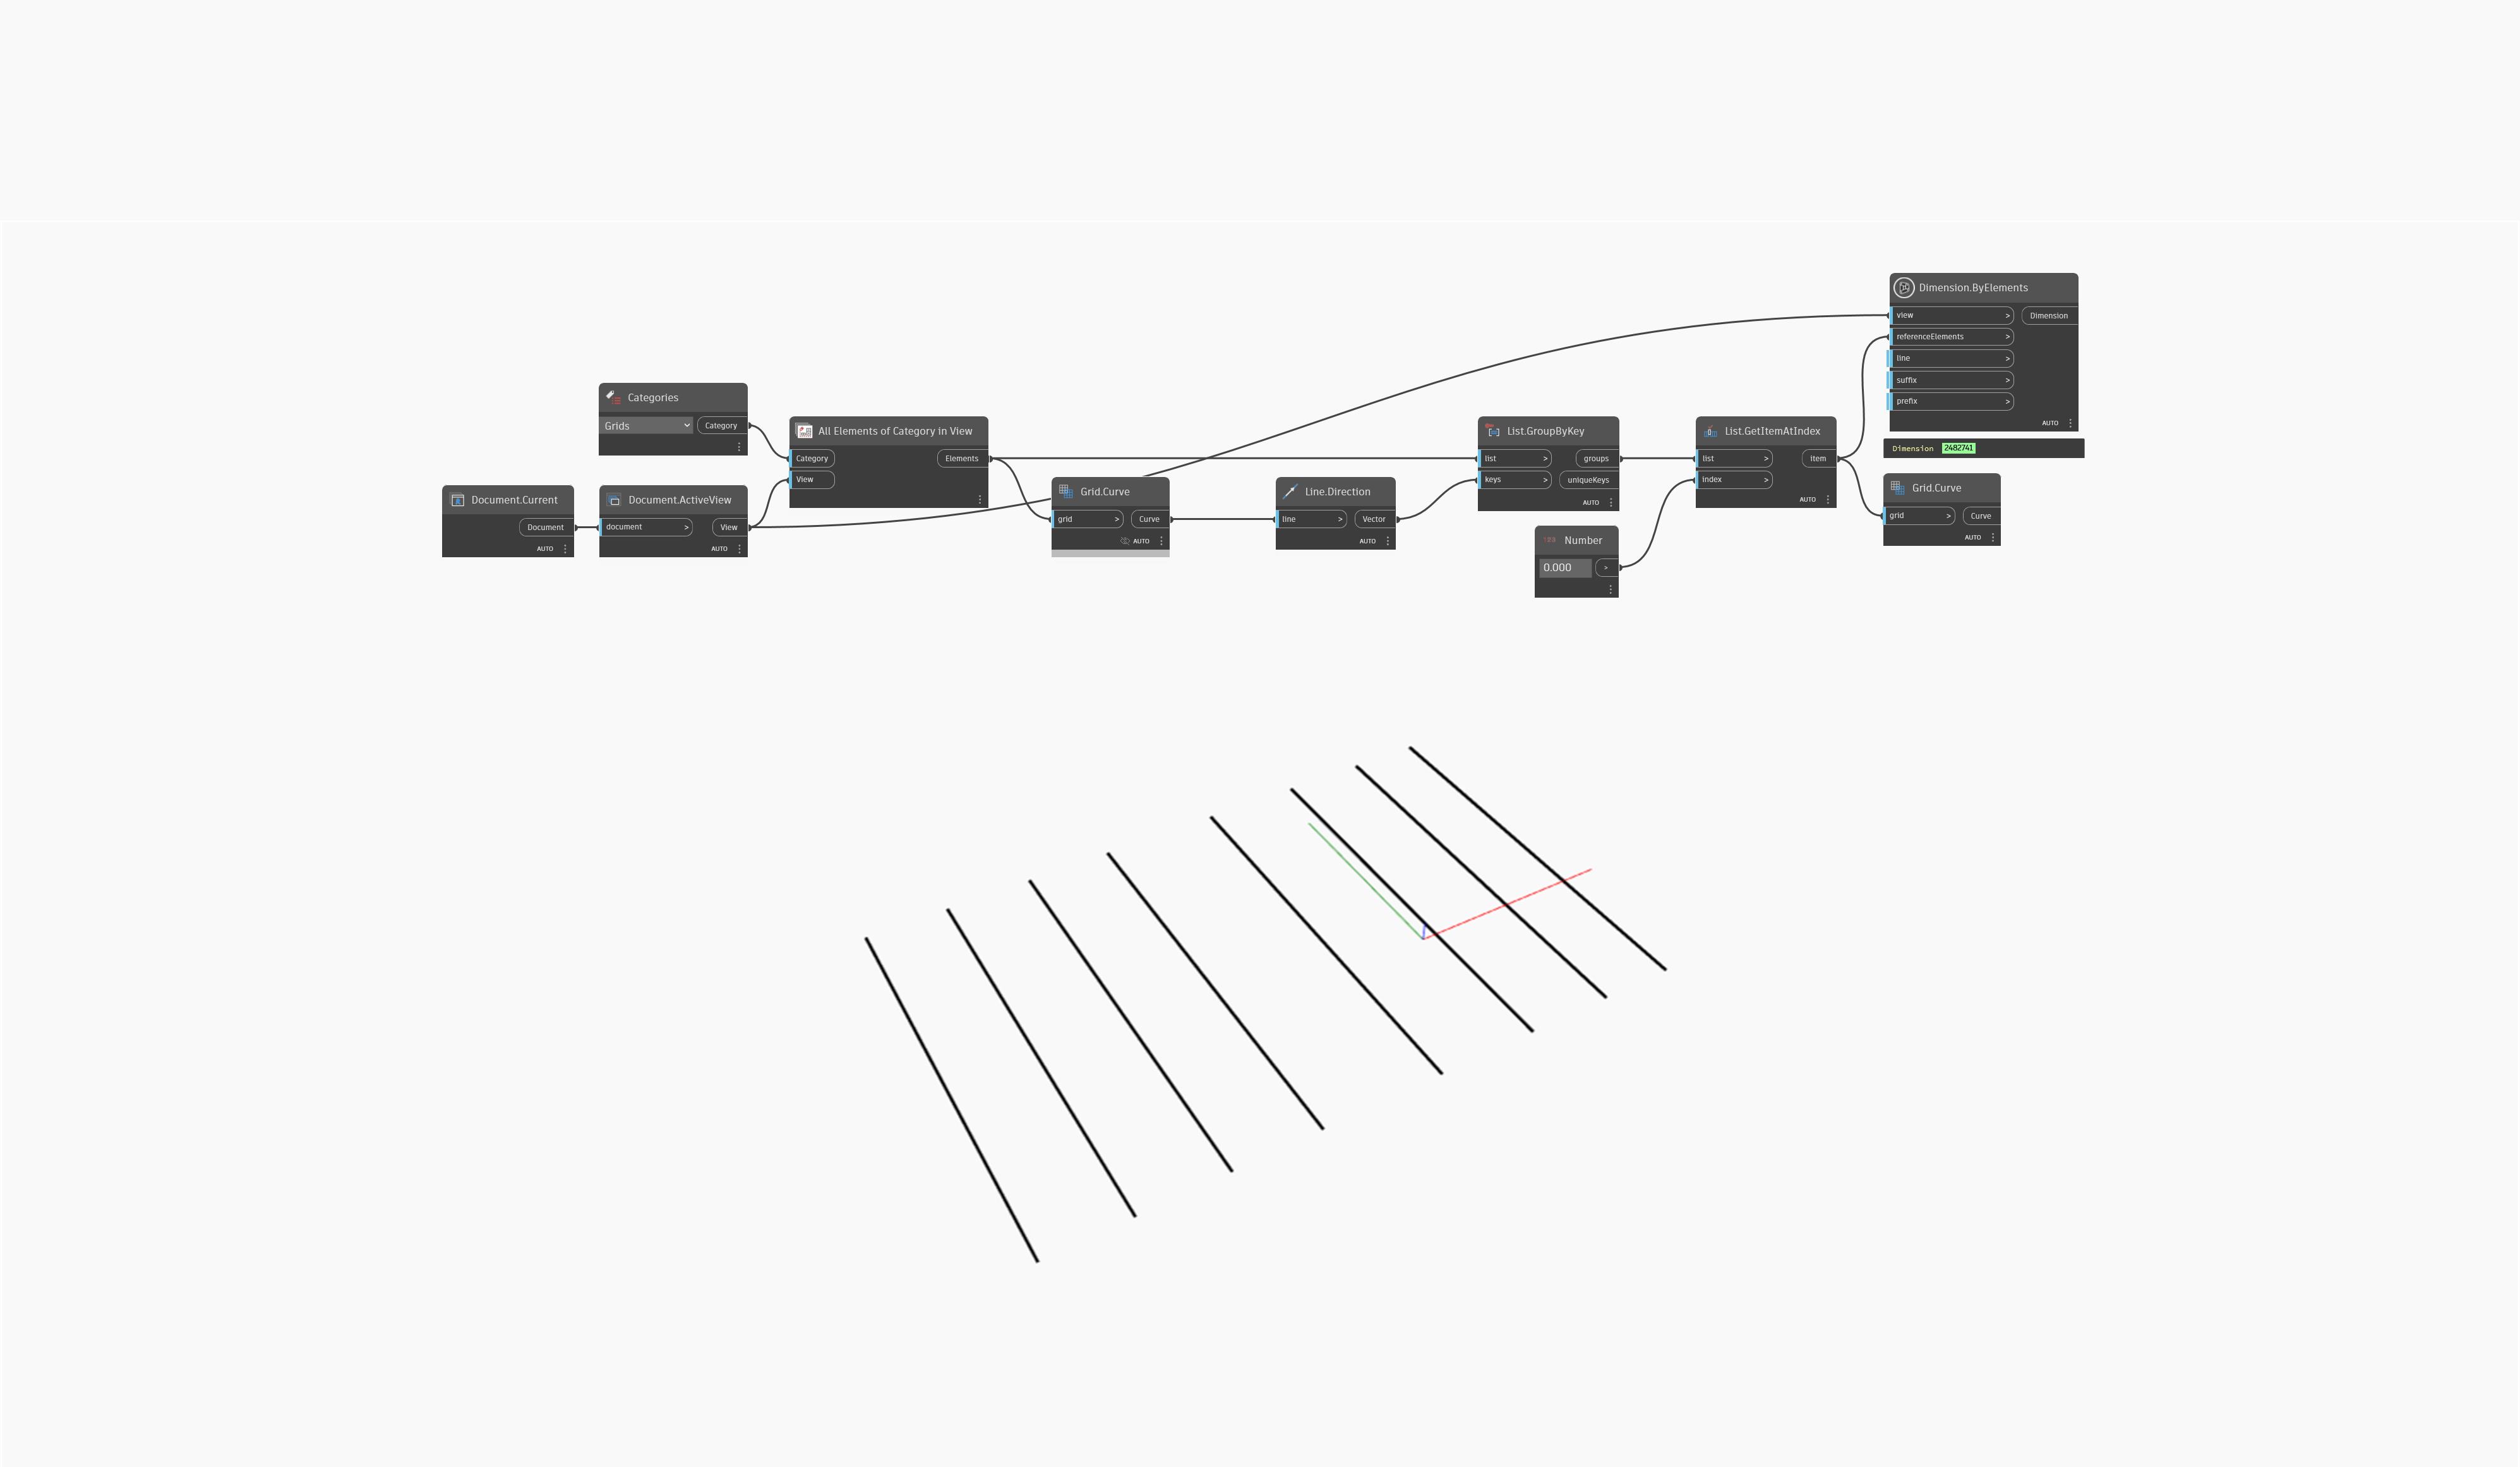 Document.Current
Document
AUTO
Categories
Grids
Category
Document.ActiveView
document >
View
AUTO
All Elements of Category in View
Category
Elements
View
Grid.Curve
grid >
Curve
AUTO
Line.Direction
line >
Vector
AUTO
List.GroupByKey
list >
groups
keys >
uniqueKeys
AUTO
Number
0.000
>
List.GetItemAtIndex
list >
item
index >
AUTO
Dimension.ByElements
view >
Dimension
referenceElements >
line >
suffix >
prefix >
AUTO
Dimension 2482741
Grid.Curve
grid >
Curve
AUTO